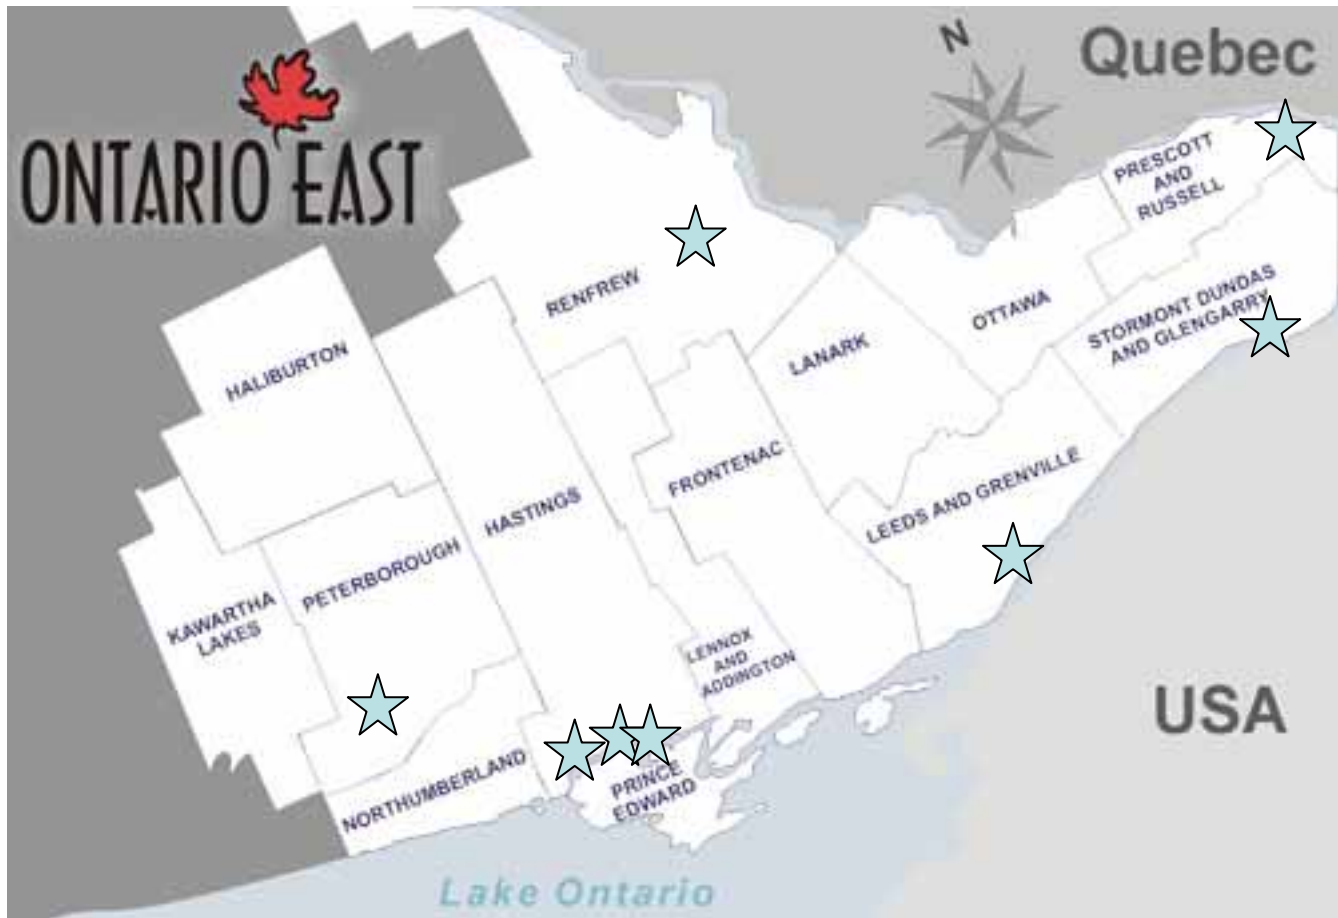 N
Quebec
ONTARIO EAST
PRESCOTT
AND
RUSSELL
RENFREW
OTTAWA
STORMONT DUNDAS
AND GLENGARRY
HALIBURTON
LANARK
FRONTENAC
HASTINGS
LEEDS AND GRENVILLE
PETERBOROUGH
KAWARTHA
LAKES
LENNOX
AND
ADDINGTON
USA
PRINCE
EDWARD
NORTHUMBERLAND
Lake Ontario